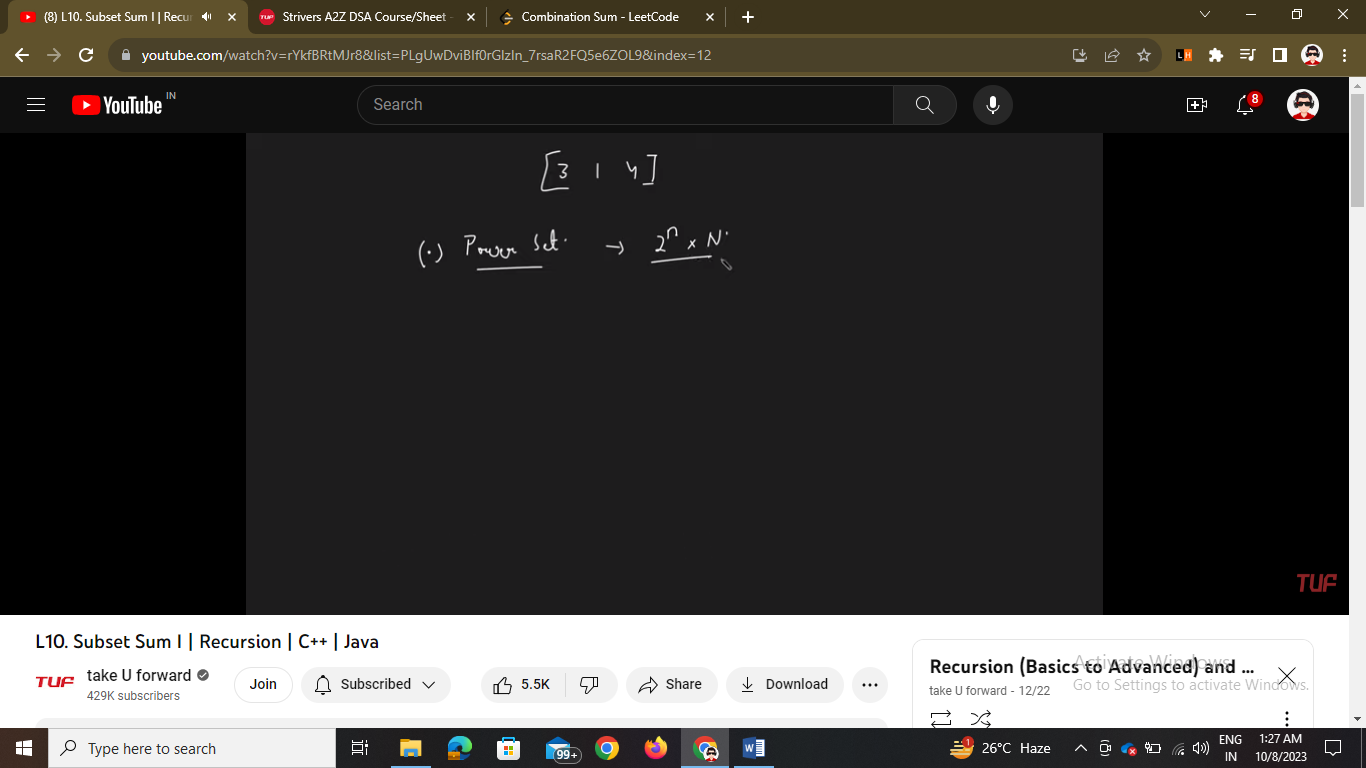 (8) L10. Subset Sum I | Recur
Strivers A2Z DSA Course/Sheet -
Combination Sum - LeetCode
youtube.com/watch?v=rYkfBRtMJr8&list=PLgUwDviBIf0rGlzIn_7rsaR2FQ5e6ZOL9&index=12
YouTube IN
Search
8
[3 1 4]
(·) Power Set. → 2ⁿ × N.
TUF
L10. Subset Sum I | Recursion | C++ | Java
TUF
take U forward
429K subscribers
Join
Subscribed
5.5K
Share
Download
Recursion (Basics to Advanced) and ...
take U forward - 12/22
Activate Windows
Go to Settings to activate Windows.
Type here to search
99+
1
26°C Haze
ENG
IN
1:27 AM
10/8/2023